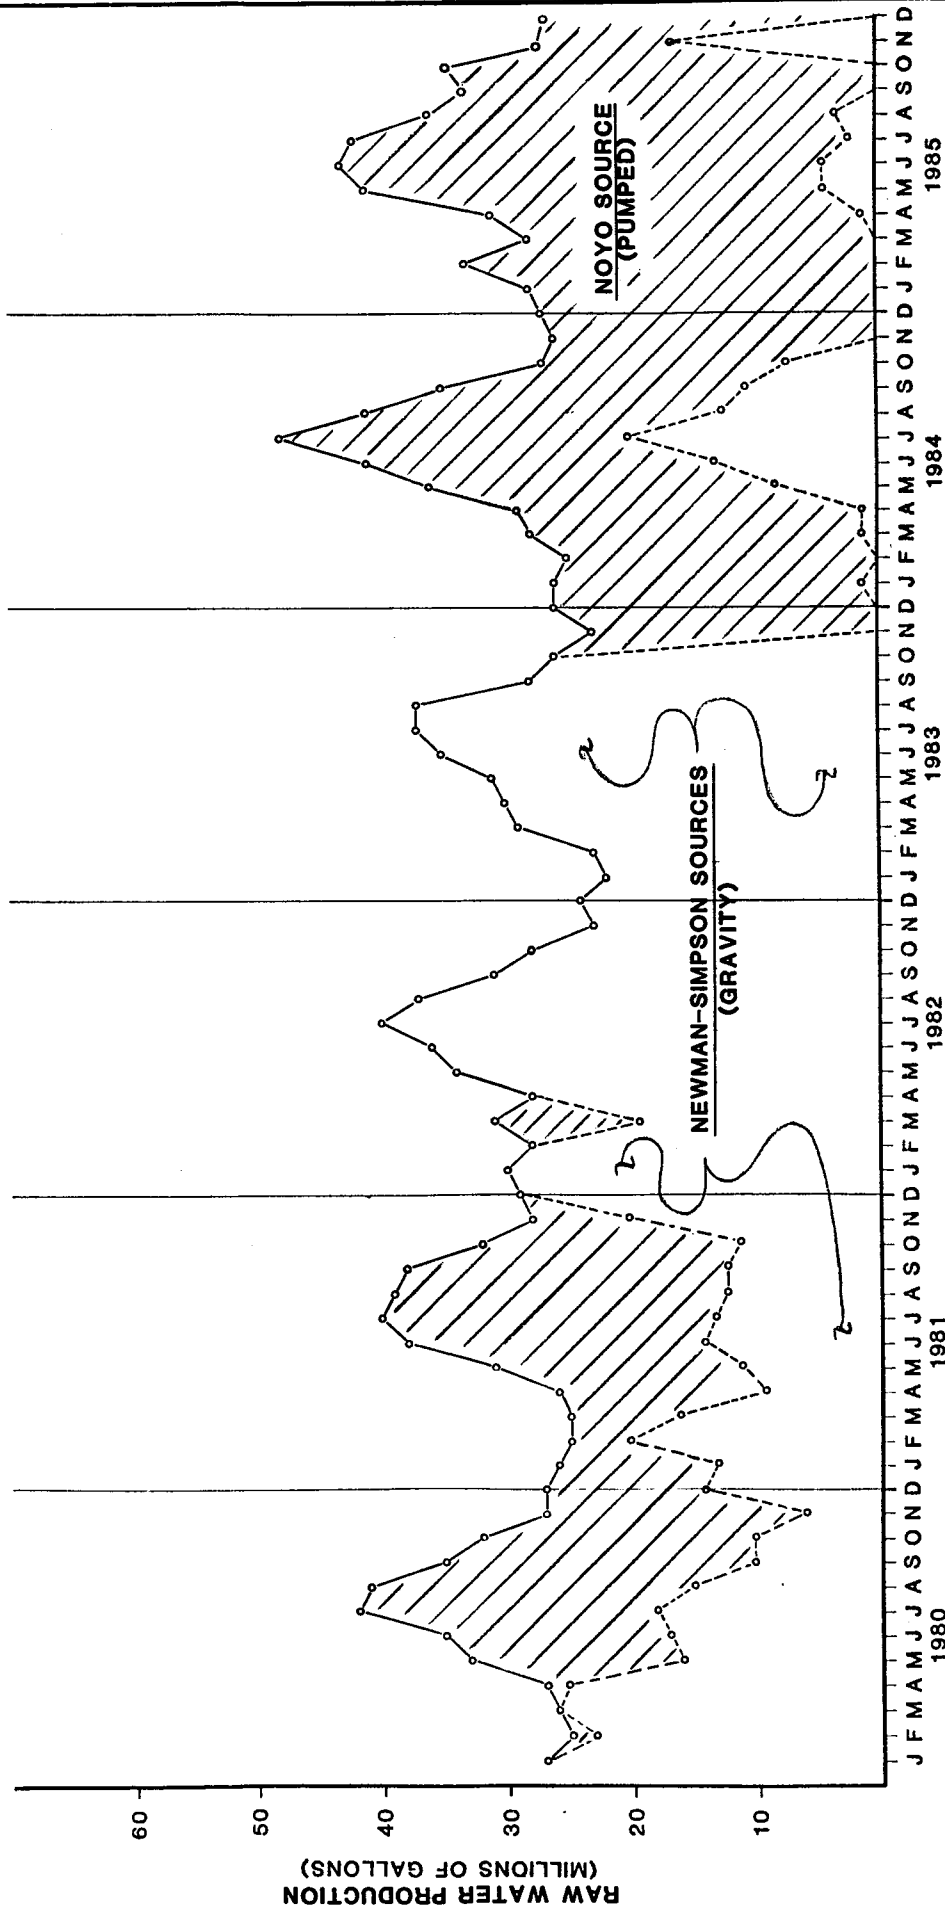 RAW WATER PRODUCTION
(MILLIONS OF GALLONS)
60
50
40
30
20
10
NEWMAN-SIMPSON SOURCES
(GRAVITY)
NOYO SOURCE
(PUMPED)
J F M A M J J A S O N D J F M A M J J A S O N D J F M A M J J A S O N D J F M A M J J A S O N D J F M A M J J A S O N D J F M A M J J A S O N D
1980 1981 1982 1983 1984 1985